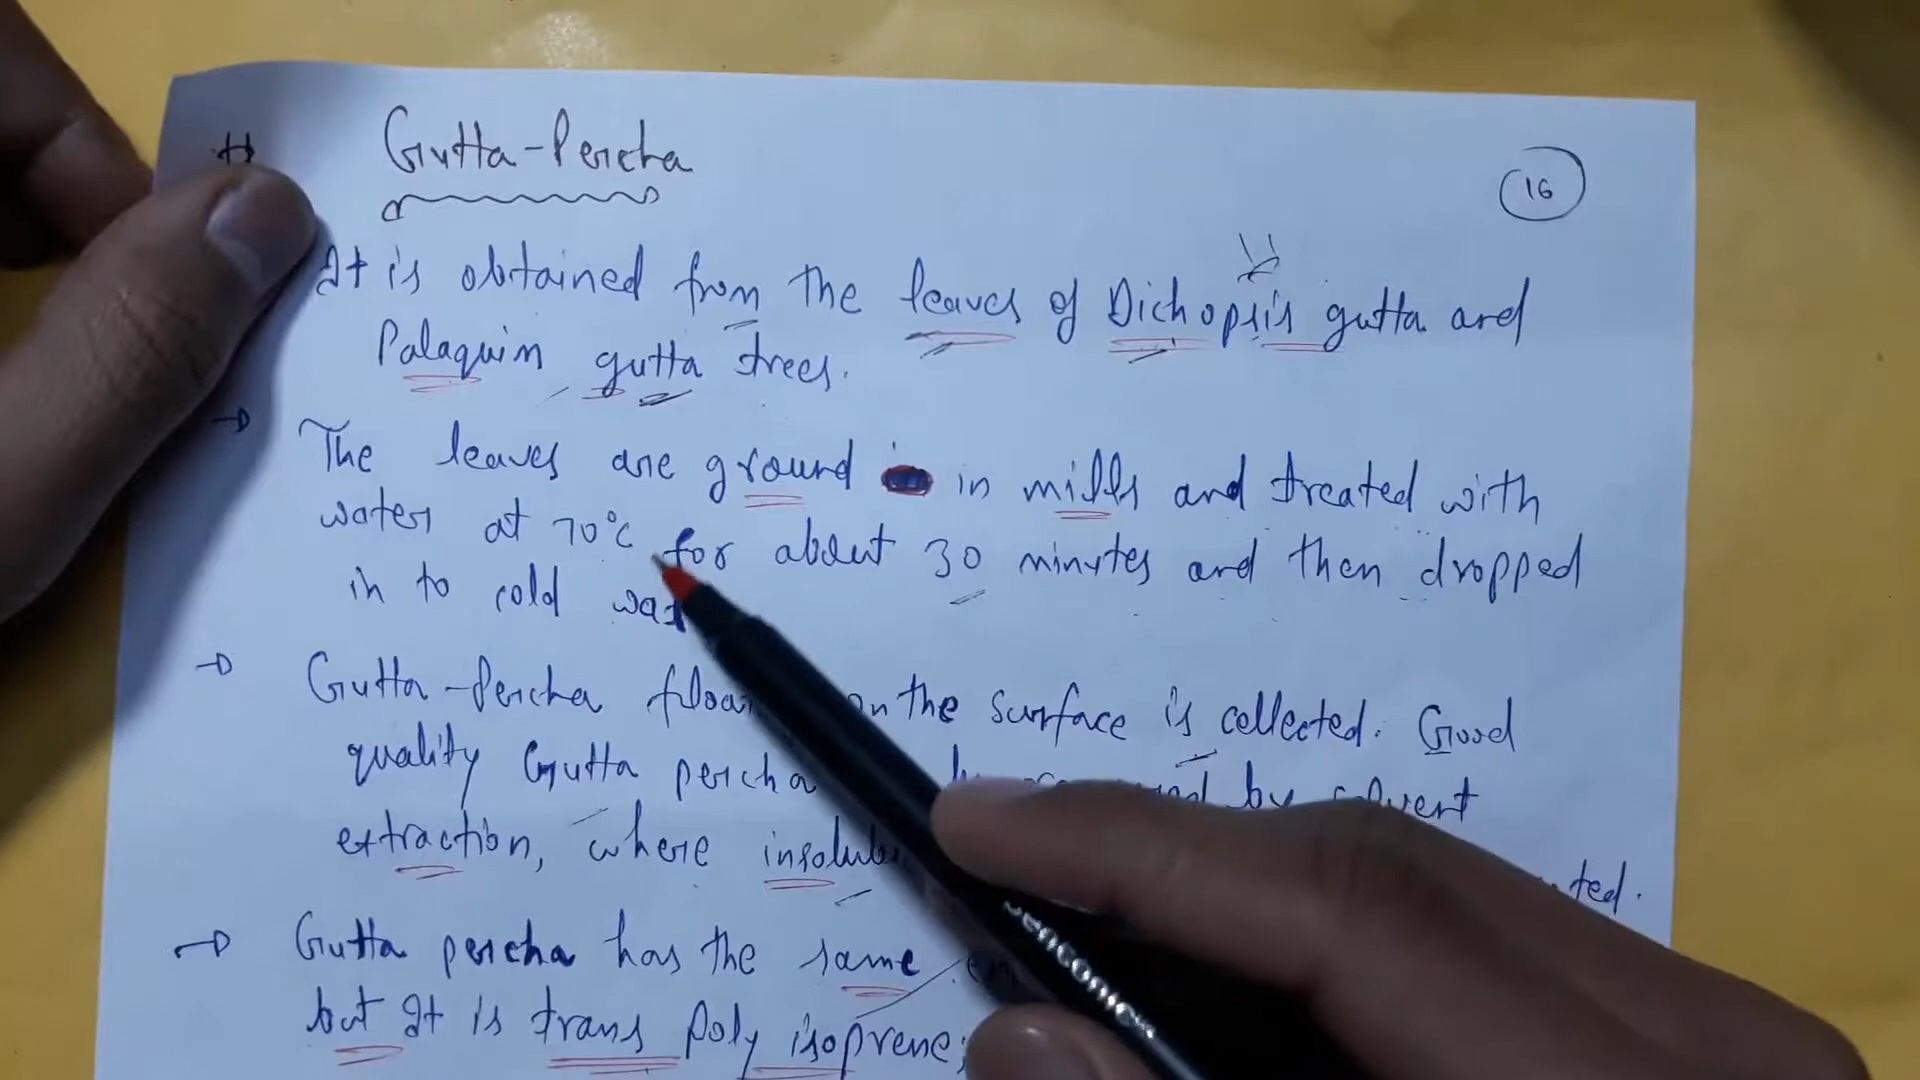 Gutta-Percha
16
It is obtained from the leaves of Dichopsis gutta and
Palaquim gutta trees.
The leaves are ground in mills and treated with
water at 70°C for about 30 minutes and then dropped
in to cold
Gutta-Percha on the surface is collected. Good
quality Gutta percha by solvent
extraction, where
Gutta percha has the same
but It is trans Poly isoprene;